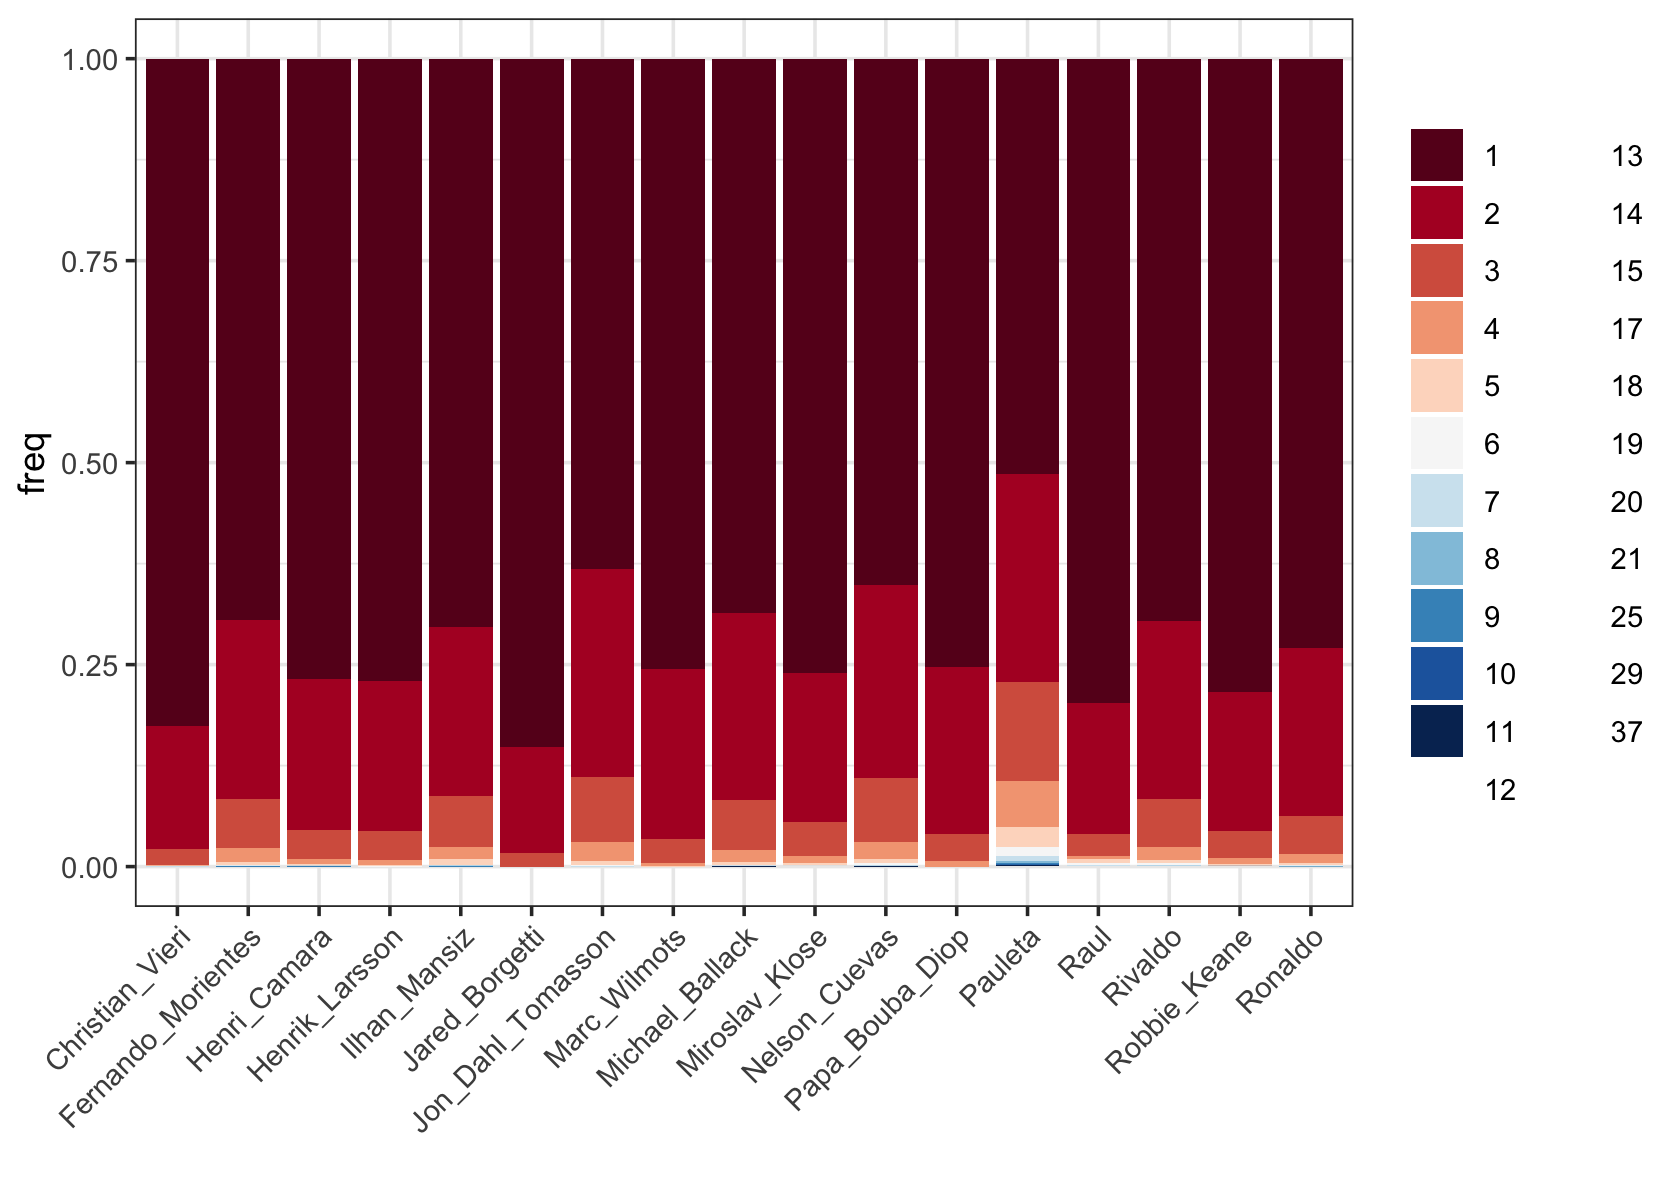 1.00
0.75
0.50
0.25
0.00
freq
Christian_Vieri
Fernando_Morientes
Henri_Camara
Henrik_Larsson
Ilhan_Mansiz
Jared_Borgetti
Jon_Dahl_Tomasson
Marc_Wilmots
Michael_Ballack
Miroslav_Klose
Nelson_Cuevas
Papa_Bouba_Diop
Pauleta
Raul
Rivaldo
Robbie_Keane
Ronaldo
1
2
3
4
5
6
7
8
9
10
11
12
13
14
15
17
18
19
20
21
25
29
37